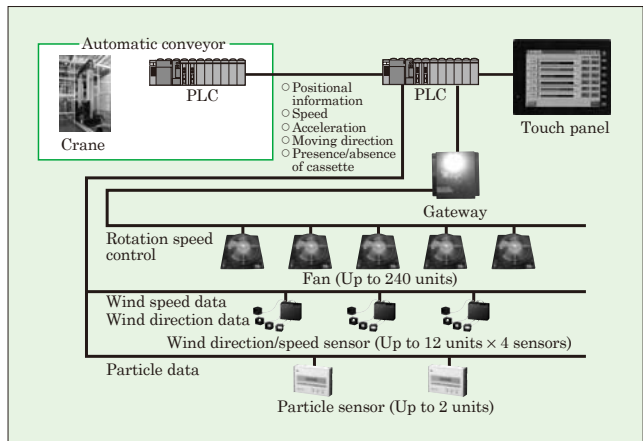 Automatic conveyor
PLC
Crane
PLC
Touch panel
○ Positional
information
○ Speed
○ Acceleration
○ Moving direction
○ Presence/absence
of cassette
Gateway
Rotation speed
control
Fan (Up to 240 units)
Wind speed data
Wind direction data
Wind direction/speed sensor (Up to 12 units × 4 sensors)
Particle data
Particle sensor (Up to 2 units)